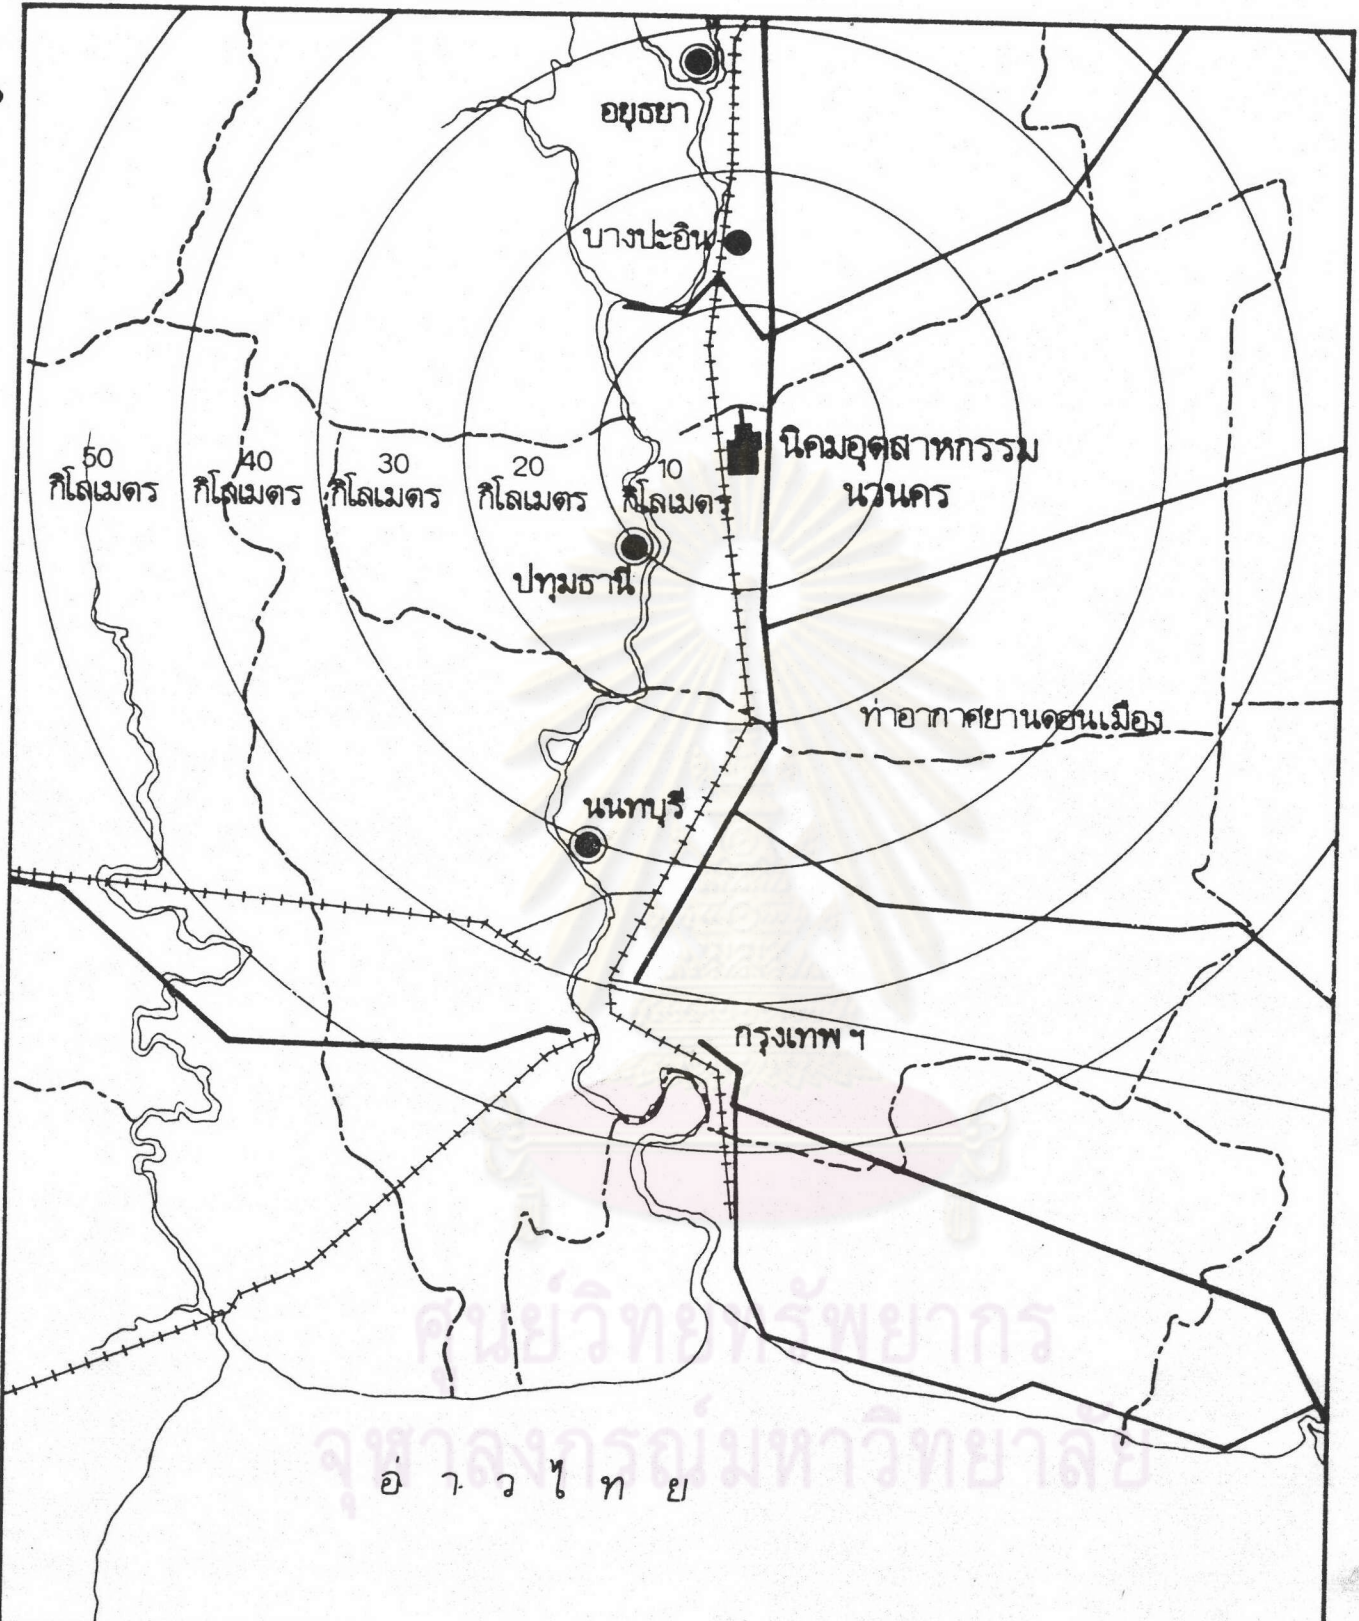 อยุธยา
บางปะอิน
50
กิโลเมตร
40
กิโลเมตร
30
กิโลเมตร
20
กิโลเมตร
10
กิโลเมตร
นิคมอุตสาหกรรม
นวนคร
ปทุมธานี
ท่าอากาศยานดอนเมือง
นนทบุรี
กรุงเทพฯ
ศูนย์วิทยทรัพยากร
จุฬาลงกรณ์มหาวิทยาลัย
อ่าวไทย